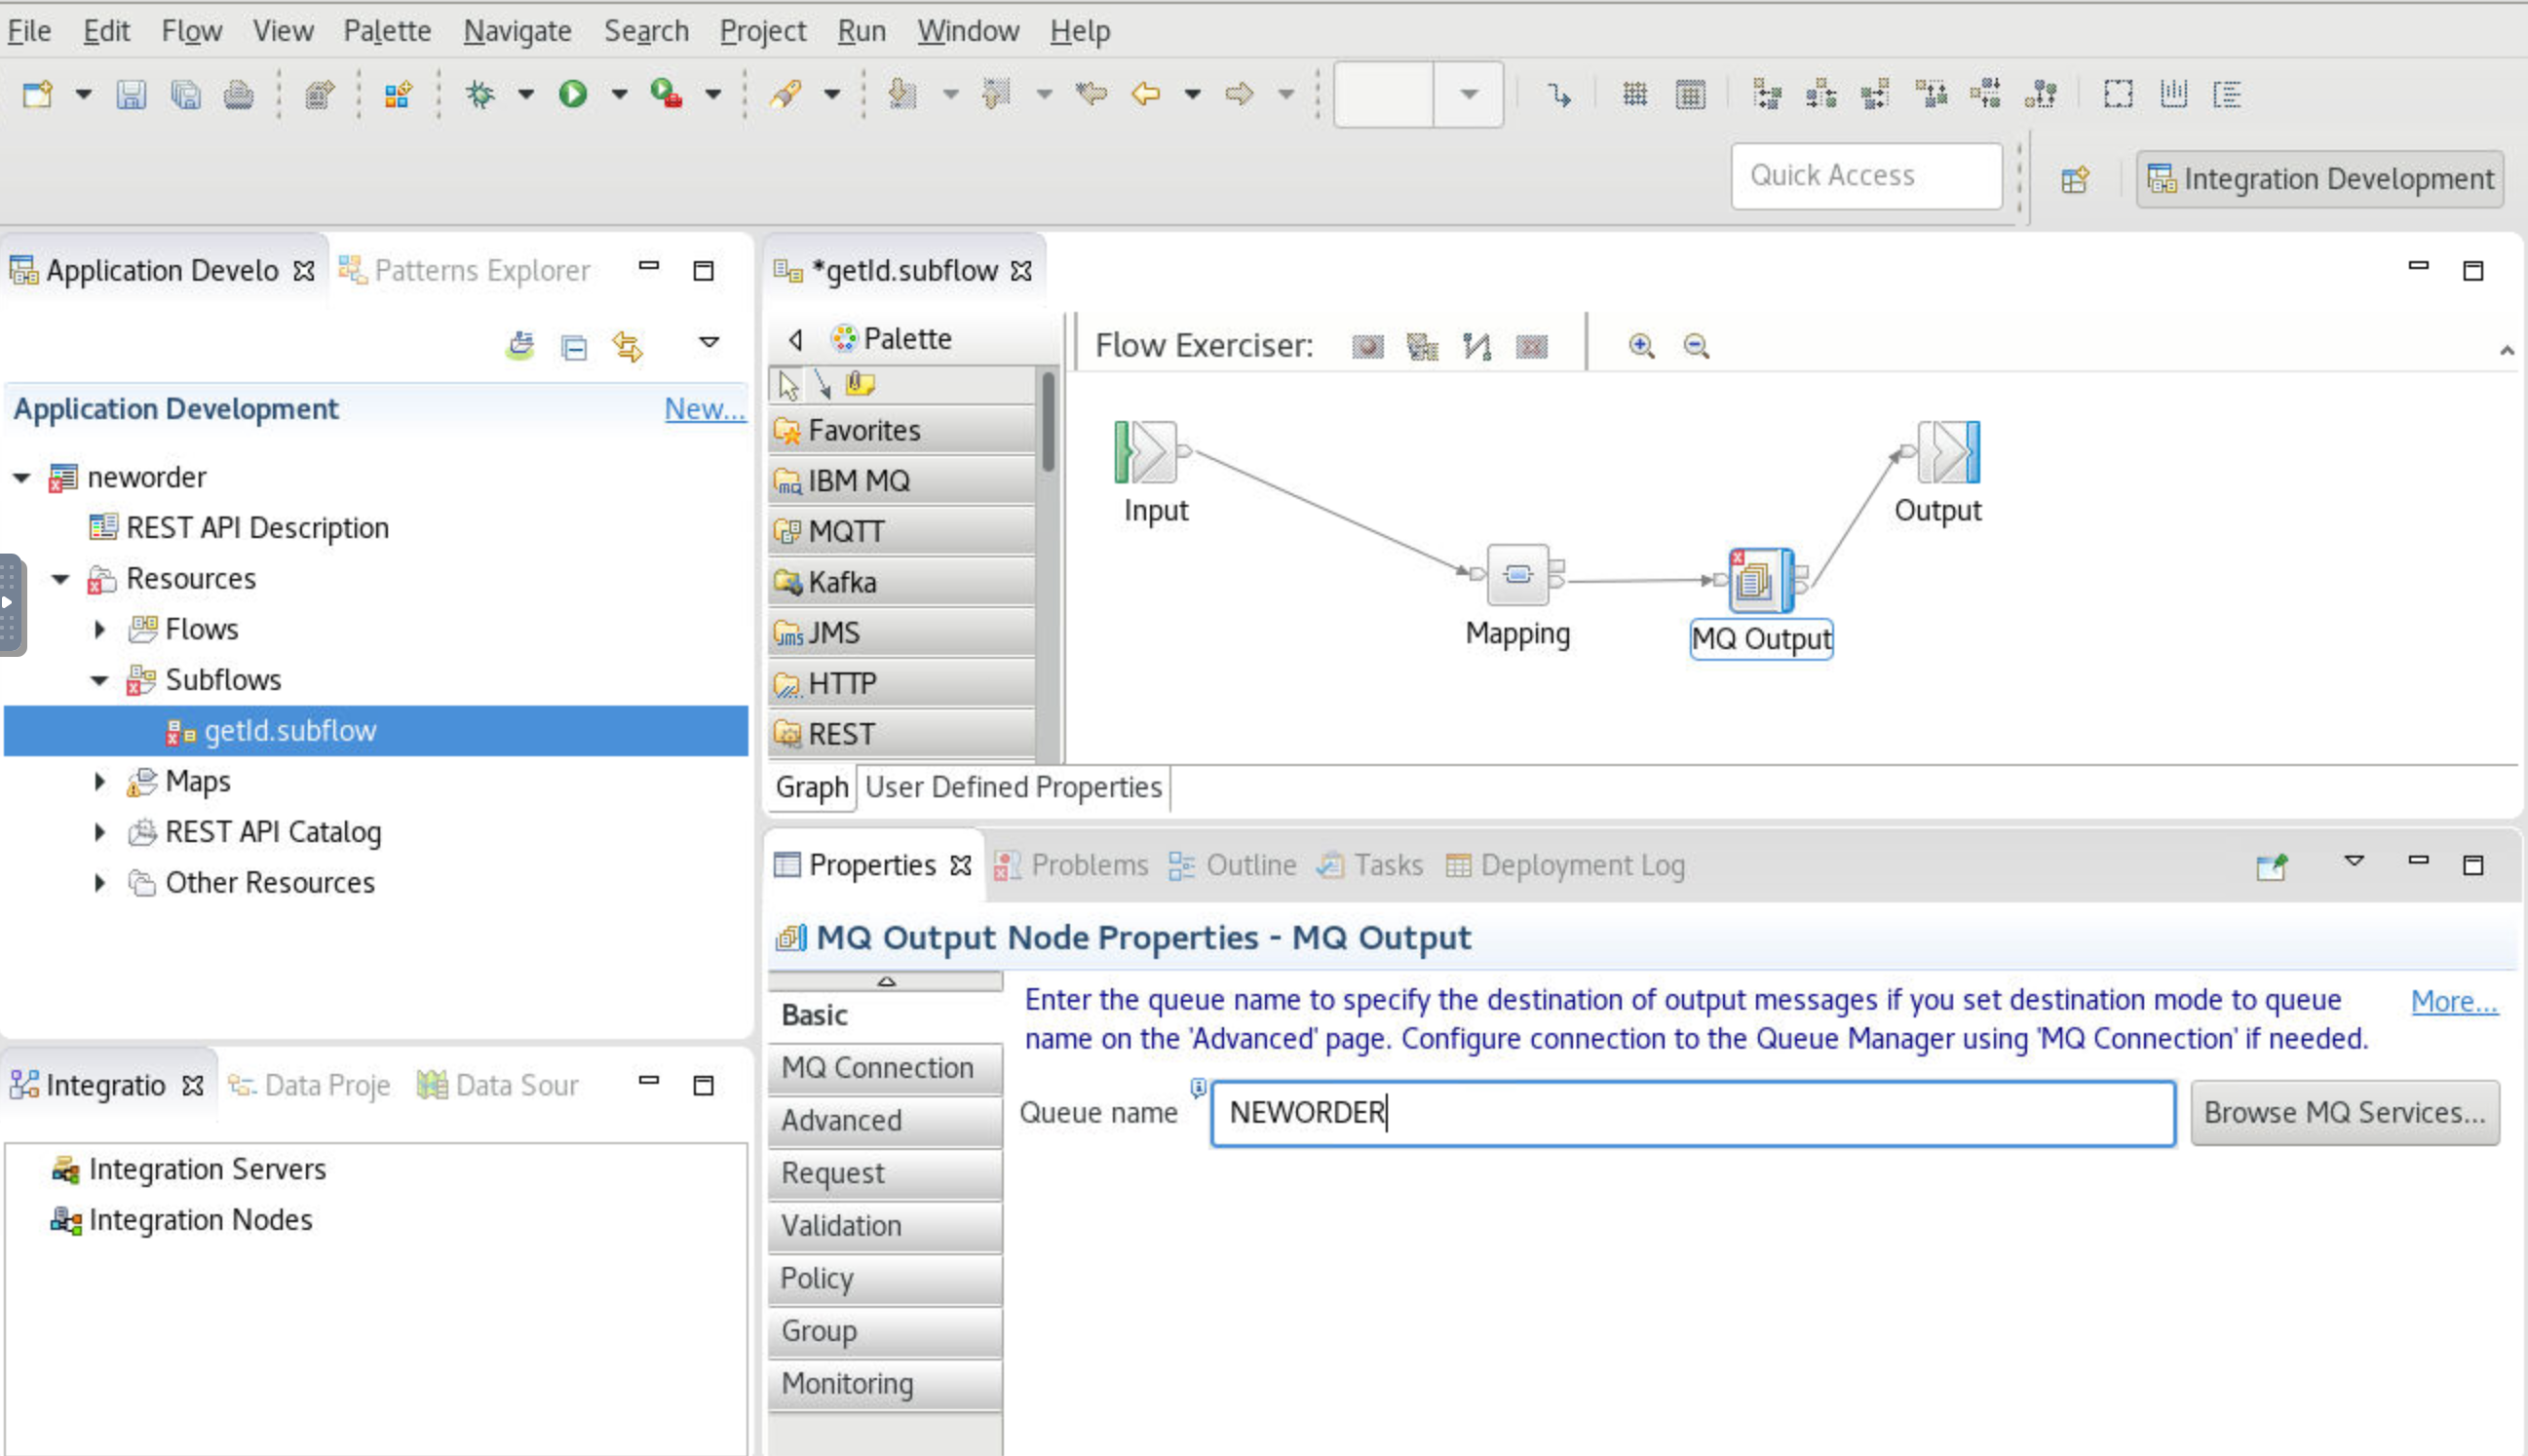 File Edit Flow View Palette Navigate Search Project Run Window Help
Quick Access
Integration Development
Application Develo
Patterns Explorer
Application Development
New...
neworder
REST API Description
Resources
Flows
Subflows
getId.subflow
Maps
REST API Catalog
Other Resources
Integratio
Data Proje
Data Sour
Integration Servers
Integration Nodes
*getId.subflow
Palette
Flow Exerciser:
Favorites
IBM MQ
MQTT
Kafka
JMS
HTTP
REST
Input
Mapping
MQ Output
Output
Graph
User Defined Properties
Properties
Problems
Outline
Tasks
Deployment Log
MQ Output Node Properties - MQ Output
Basic
MQ Connection
Advanced
Request
Validation
Policy
Group
Monitoring
Enter the queue name to specify the destination of output messages if you set destination mode to queue
name on the 'Advanced' page. Configure connection to the Queue Manager using 'MQ Connection' if needed.
More...
Queue name
NEWORDER
Browse MQ Services...